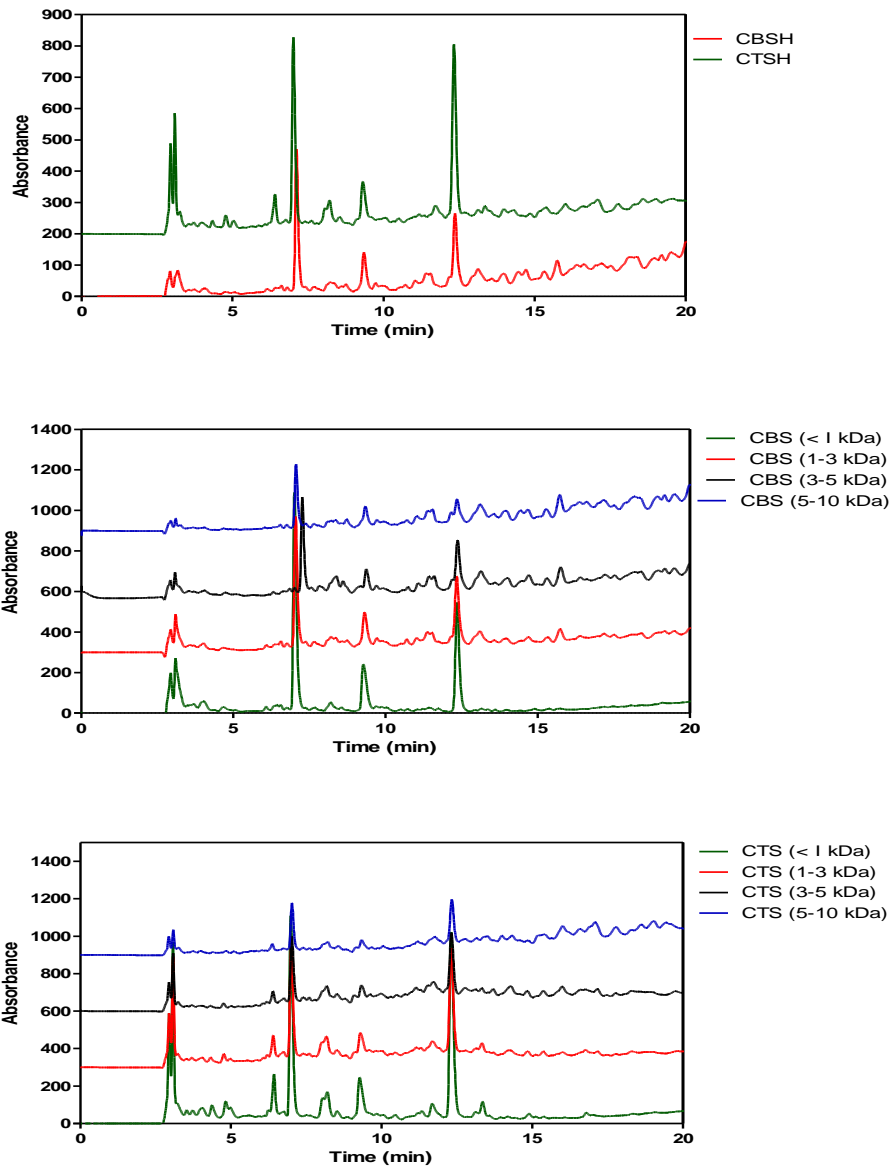 900
800
700
600
500
400
300
200
100
0
Absorbance
0
5
10
15
20
Time (min)
CBSH
CTSH
1400
1200
1000
800
600
400
200
0
Absorbance
0
5
10
15
20
Time (min)
CBS (< I kDa)
CBS (1-3 kDa)
CBS (3-5 kDa)
CBS (5-10 kDa)
1400
1200
1000
800
600
400
200
0
Absorbance
0
5
10
15
20
Time (min)
CTS (< I kDa)
CTS (1-3 kDa)
CTS (3-5 kDa)
CTS (5-10 kDa)